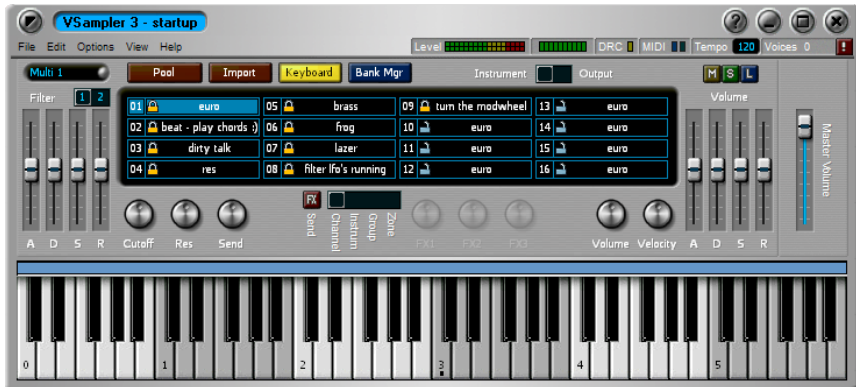 VSampler 3 - startup
File Edit Options View Help Level DRC MIDI Tempo 120 Voices 0 !
Multi 1 Pool Import Keyboard Bank Mgr Instrument Output M S L
Filter 1 2 Volume
01 euro 05 brass 09 turn the modwheel 13 euro
02 beat - play chords :) 06 frog 10 euro 14 euro
03 dirty talk 07 lazer 11 euro 15 euro
04 res 08 filter lfo's running 12 euro 16 euro
Master Volume
FX
Send Channel Instrum Group Zone
A D S R Cutoff Res Send FX1 FX2 FX3 Volume Velocity A D S R
0 1 2 3 4 5